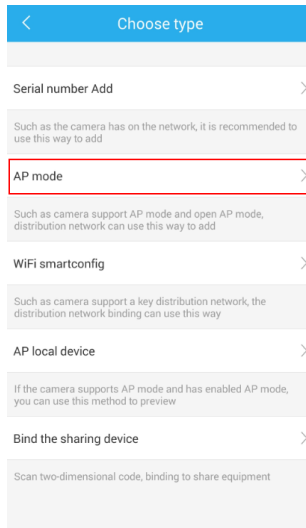 Choose type
Serial number Add
Such as the camera has on the network, it is recommended to
use this way to add
AP mode
Such as camera support AP mode and open AP mode,
distribution network can use this way to add
WiFi smartconfig
Such as camera support a key distribution network, the
distribution network binding can use this way
AP local device
If the camera supports AP mode and has enabled AP mode,
you can use this method to preview
Bind the sharing device
Scan two-dimensional code, binding to share equipment